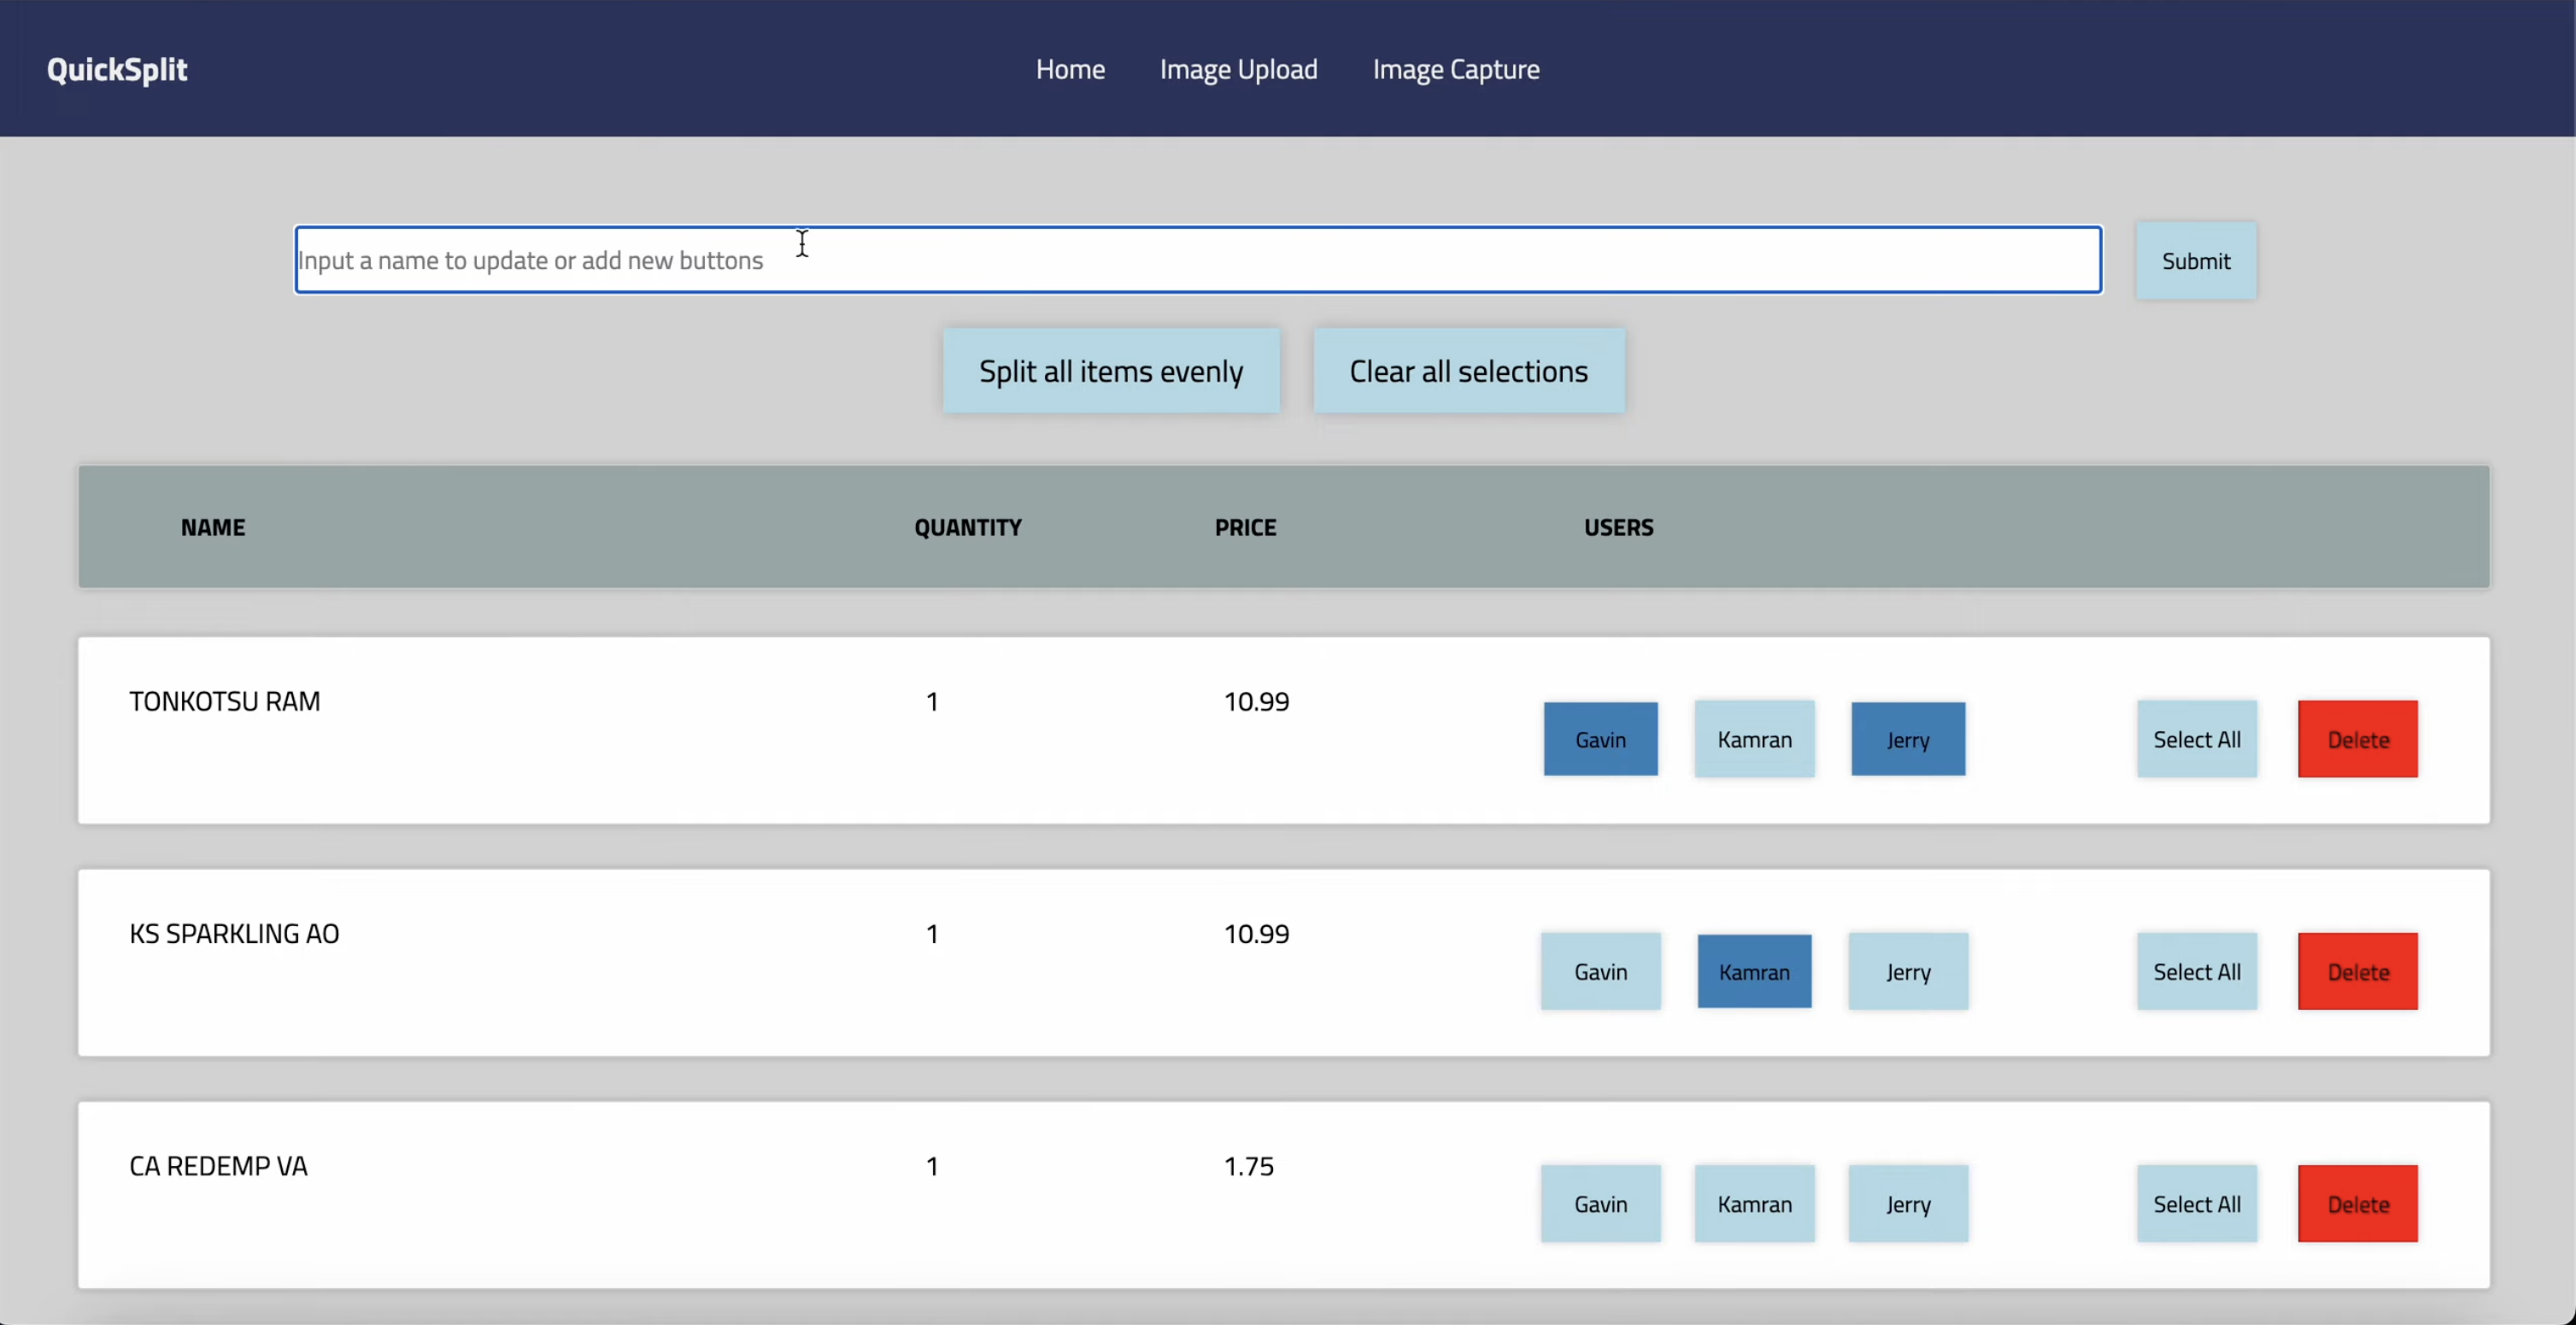 QuickSplit Home Image Upload Image Capture
Input a name to update or add new buttons Submit
Split all items evenly Clear all selections
NAME QUANTITY PRICE USERS
TONKOTSU RAM 1 10.99 Gavin Kamran Jerry Select All Delete
KS SPARKLING AO 1 10.99 Gavin Kamran Jerry Select All Delete
CA REDEMP VA 1 1.75 Gavin Kamran Jerry Select All Delete